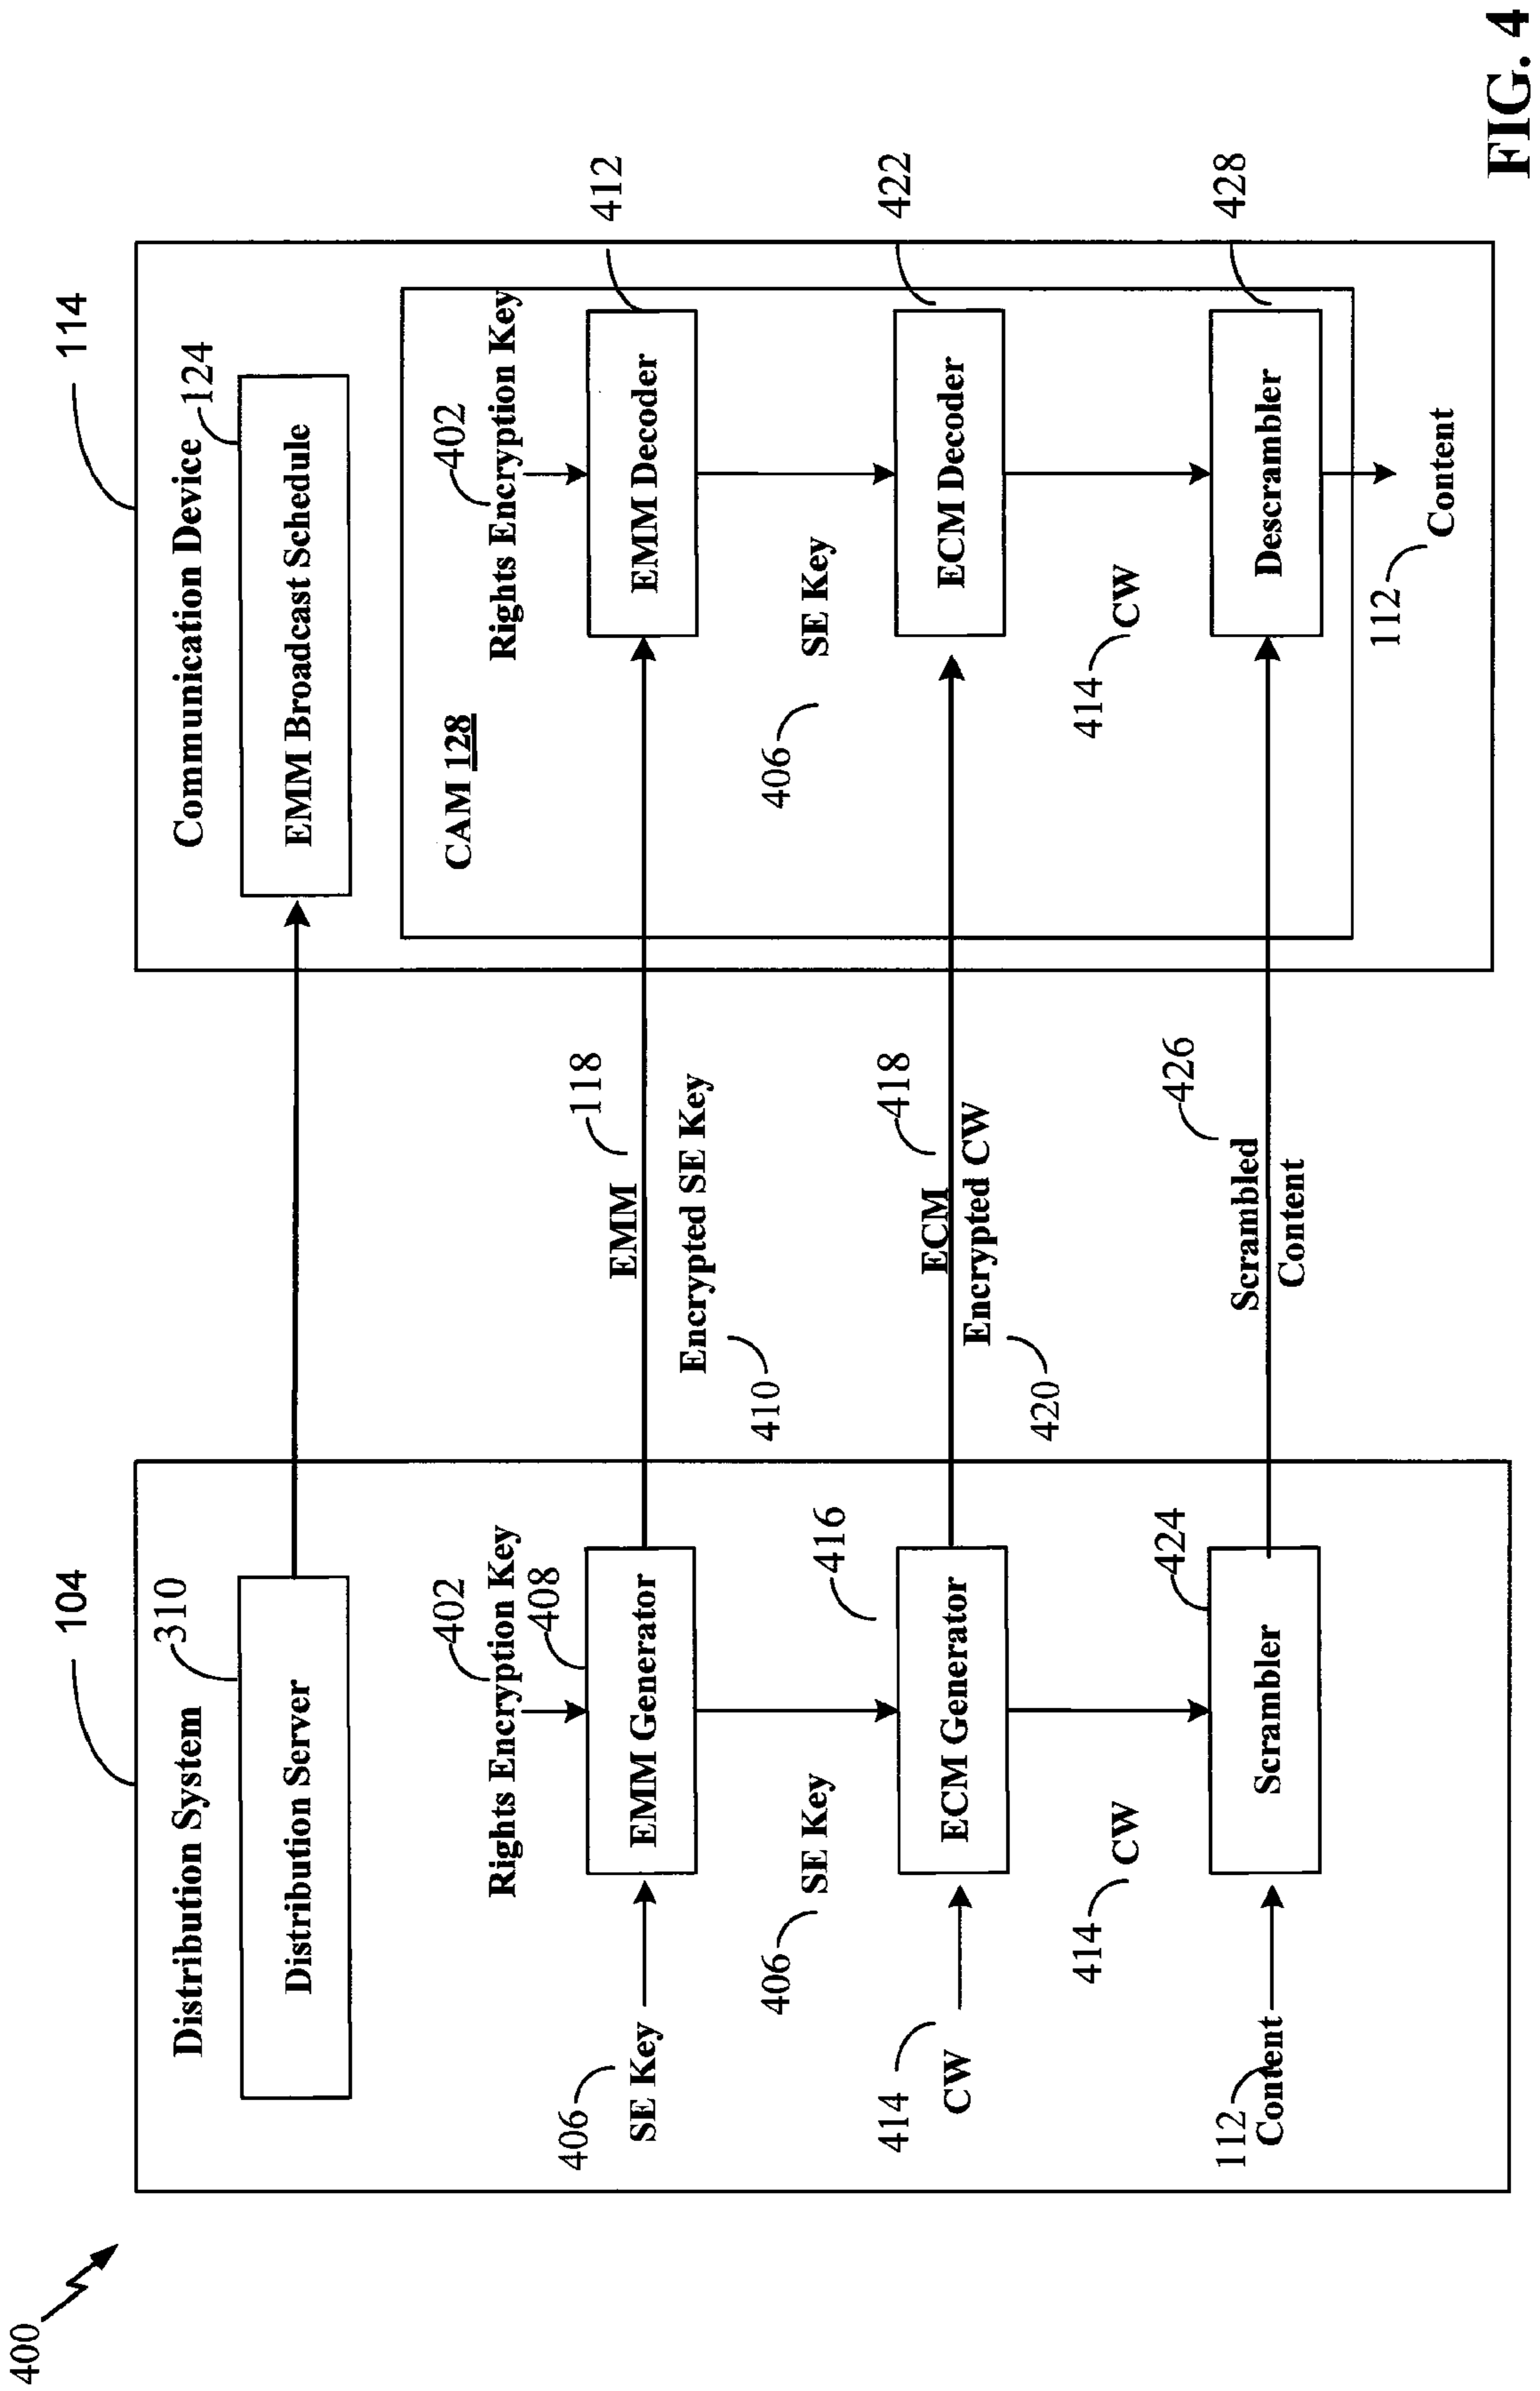 400
104
114
Distribution System
310
Distribution Server
Communication Device
124
EMM Broadcast Schedule
402
Rights Encryption Key
408
406
SE Key
EMM Generator
118
EMM
Encrypted SE Key
410
CAM 128
402
Rights Encryption Key
412
EMM Decoder
406
SE Key
416
414
CW
ECM Generator
418
ECM
Encrypted CW
420
406
SE Key
422
ECM Decoder
414
CW
424
112
Content
Scrambler
426
Scrambled
Content
414
CW
428
Descrambler
112
Content
FIG. 4